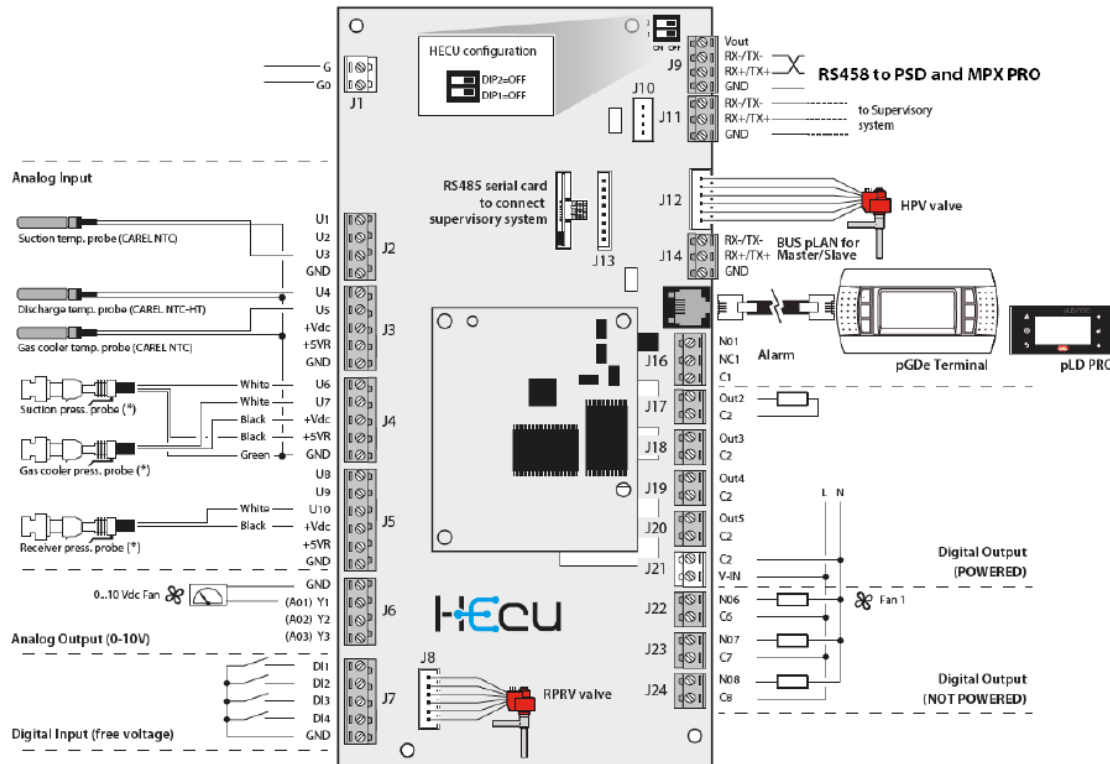 G
G0
J1
HECU configuration
DIP2=OFF
DIP1=OFF
2
1
ON OFF
J9
Vout
RX-/TX-
RX+/TX+
GND
RS458 to PSD and MPX PRO
J10
J11
RX-/TX-
RX+/TX+
GND
to Supervisory
system
Analog Input
Suction temp. probe (CAREL NTC)
U1
U2
U3
GND
J2
RS485 serial card
to connect
supervisory system
J13
J12
HPV valve
J14
RX-/TX-
RX+/TX+
GND
BUS pLAN for
Master/Slave
Discharge temp. probe (CAREL NTC-HT)
Gas cooler temp. probe (CAREL NTC)
U4
U5
+Vdc
+5VR
GND
J3
pGDe Terminal
pLD PRO
J16
N01
NC1
C1
Alarm
Suction press. probe (*)
Gas cooler press. probe (*)
White
White
Black
Black
Green
U6
U7
+Vdc
+5VR
GND
J4
J17
Out2
C2
J18
Out3
C2
J19
Out4
C2
J20
Out5
C2
J21
C2
V-IN
L N
Digital Output
(POWERED)
Receiver press. probe (*)
White
Black
U8
U9
U10
+Vdc
+5VR
GND
J5
0...10 Vdc Fan
GND
(A01) Y1
(A02) Y2
(A03) Y3
J6
Analog Output (0-10V)
HECU
J22
N06
C6
Fan 1
J23
N07
C7
J24
N08
C8
Digital Output
(NOT POWERED)
DI1
DI2
DI3
DI4
GND
J7
Digital Input (free voltage)
J8
RPRV valve